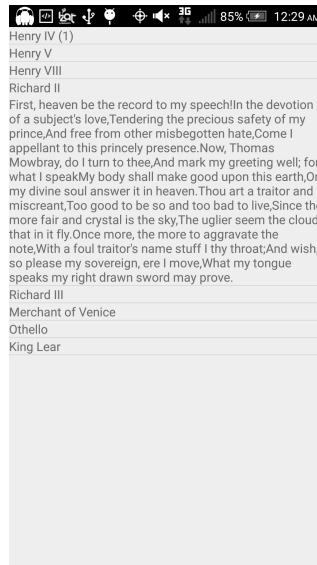 85% 12:29 AM
3G
Henry IV (1)
Henry V
Henry VIII
Richard II
First, heaven be the record to my speech!In the devotion
of a subject's love,Tendering the precious safety of my
prince,And free from other misbegotten hate,Come I
appellant to this princely presence.Now, Thomas
Mowbray, do I turn to thee,And mark my greeting well; for
what I speakMy body shall make good upon this earth,Or
my divine soul answer it in heaven.Thou art a traitor and
miscreant,Too good to be so and too bad to live,Since the
more fair and crystal is the sky,The uglier seem the cloud
that in it fly.Once more, the more to aggravate the
note,With a foul traitor's name stuff I thy throat;And wish,
so please my sovereign, ere I move,What my tongue
speaks my right drawn sword may prove.
Richard III
Merchant of Venice
Othello
King Lear